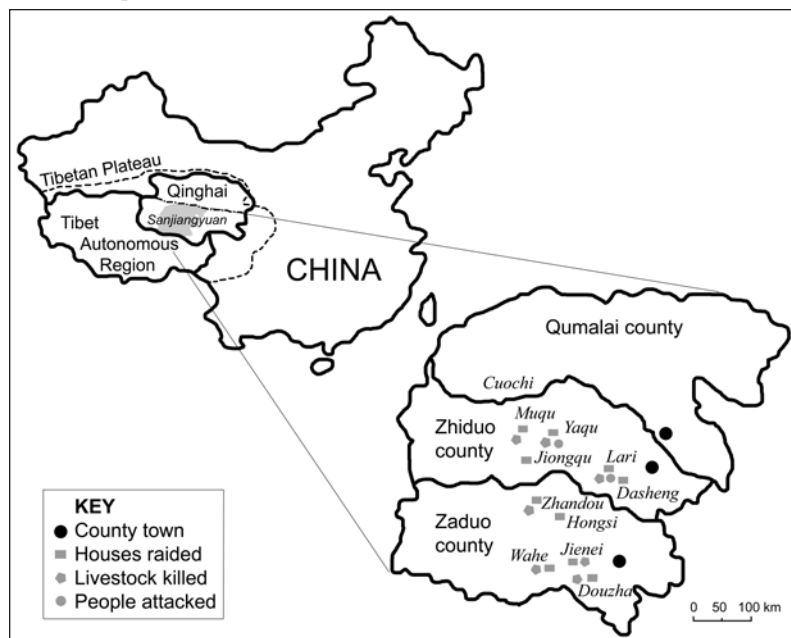 Tibetan Plateau
Qinghai
Sanjiangyuan
Tibet
Autonomous
Region
CHINA
Qumalai county
Cuochi
Muqu
Yaqu
Zhiduo
county
Jiongqu
Lari
Dasheng
Zhandou
Hongsi
Zaduo
county
Wahe
Jienei
Douzha
KEY
County town
Houses raided
Livestock killed
People attacked
0 50 100 km